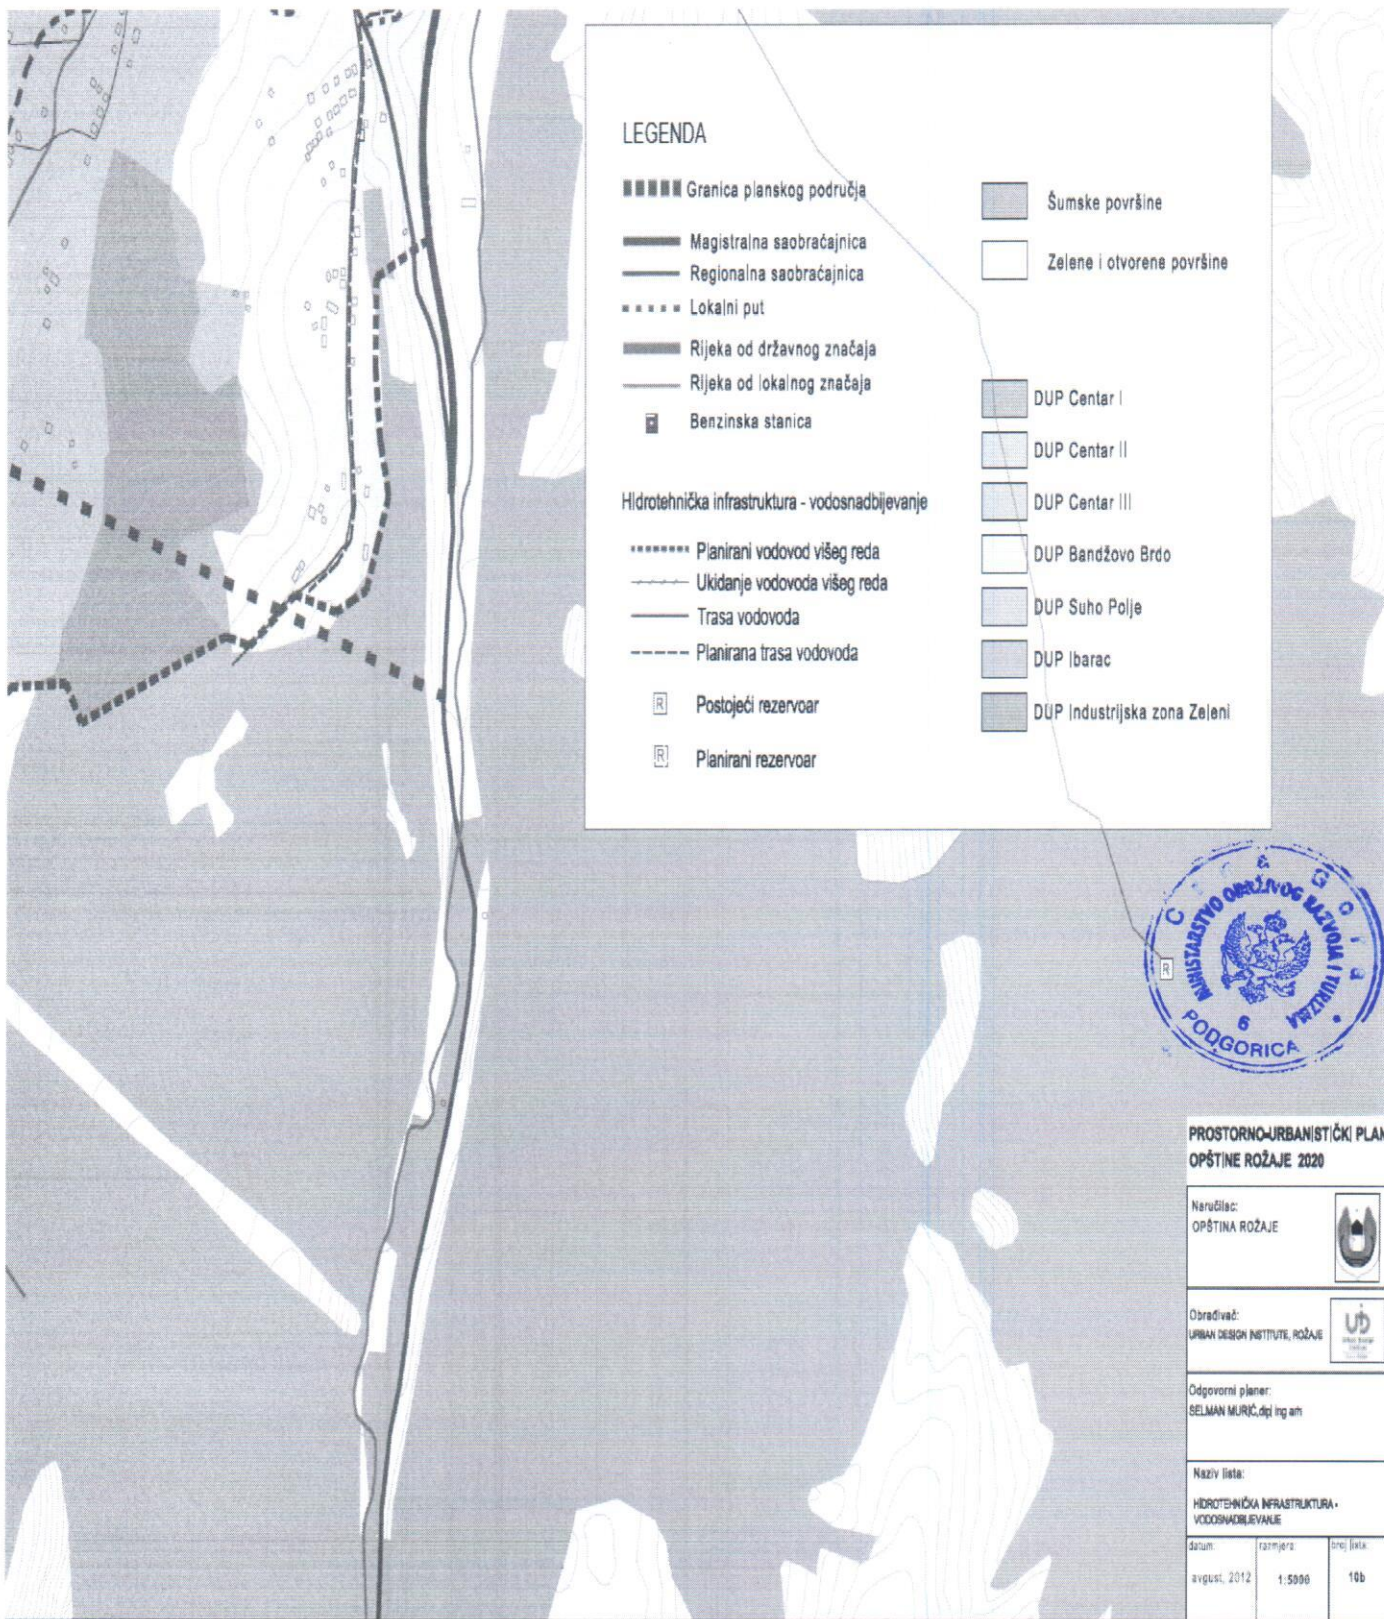 LEGENDA
Granica planskog područja
Magistralna saobraćajnica
Regionalna saobraćajnica
Lokalni put
Rijeka od državnog značaja
Rijeka od lokalnog značaja
Benzinska stanica
Hidrotehnička infrastruktura - vodosnadbijevanje
Planirani vodovod višeg reda
Ukidanje vodovoda višeg reda
Trasa vodovoda
Planirana trasa vodovoda
R Postojeći rezervoar
R Planirani rezervoar
Šumske površine
Zelene i otvorene površine
DUP Centar I
DUP Centar II
DUP Centar III
DUP Bandžovo Brdo
DUP Suho Polje
DUP Ibarac
DUP Industrijska zona Zeleni
R
Crna Gora
MINISTARSTVO ODRŽIVOG RAZVOJA I TURIZMA
6
PODGORICA
PROSTORNO-URBANISTIČKI PLAN
OPŠTINE ROŽAJE 2020
Naručilac:
OPŠTINA ROŽAJE
Obrađivač:
URBAN DESIGN INSTITUTE, ROŽAJE
Odgovorni planer:
SELMAN MURIĆ,dipl ing arh
Naziv lista:
HIDROTEHNIČKA INFRASTRUKTURA -
VODOSNADBIJEVANJE
datum: razmjera: broj lista:
avgust, 2012 1:5000 10b